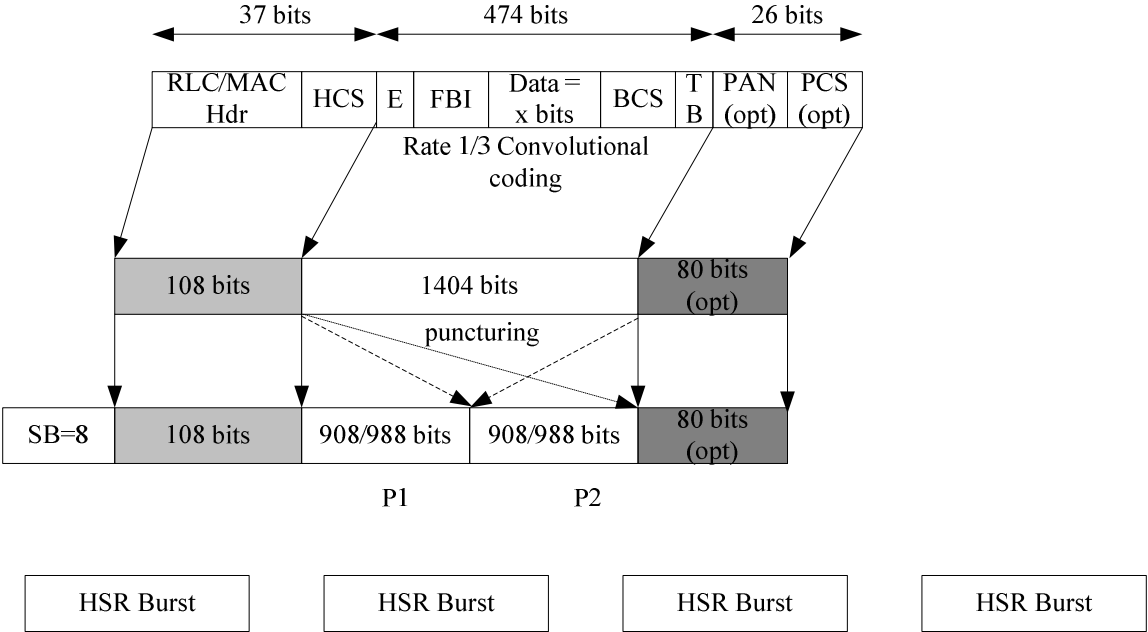 37 bits
474 bits
26 bits
RLC/MAC
Hdr
HCS
E
FBI
Data =
x bits
BCS
T
B
PAN
(opt)
PCS
(opt)
Rate 1/3 Convolutional
coding
108 bits
1404 bits
80 bits
(opt)
puncturing
SB=8
108 bits
908/988 bits
908/988 bits
80 bits
(opt)
P1
P2
HSR Burst
HSR Burst
HSR Burst
HSR Burst